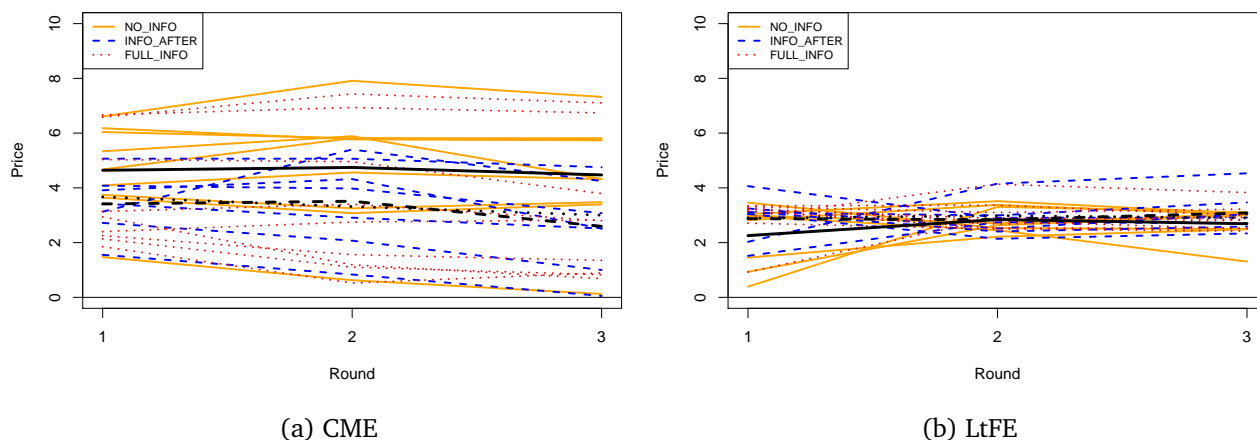 NO_INFO
INFO_AFTER
FULL_INFO
10
8
6
4
2
0
Price
1 2 3
Round
(a) CME
NO_INFO
INFO_AFTER
FULL_INFO
10
8
6
4
2
0
Price
1 2 3
Round
(b) LtFE